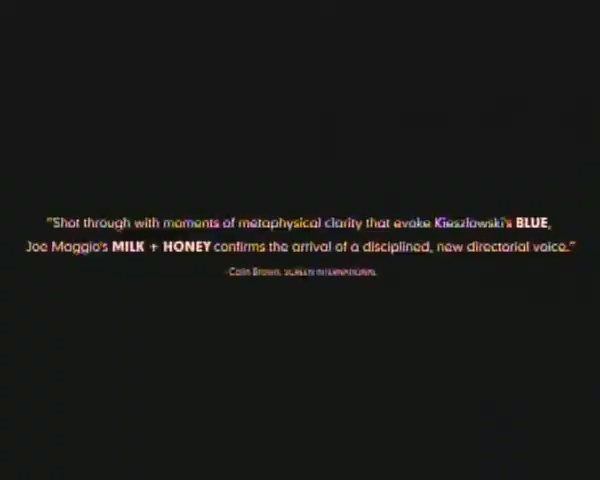 "Shot through with moments of metaphysical clarity that evoke Kieszlowski's BLUE,
Joe Maggio's MILK + HONEY confirms the arrival of a disciplined, new directorial voice."
-Colin Brown, SCREEN INTERNATIONAL